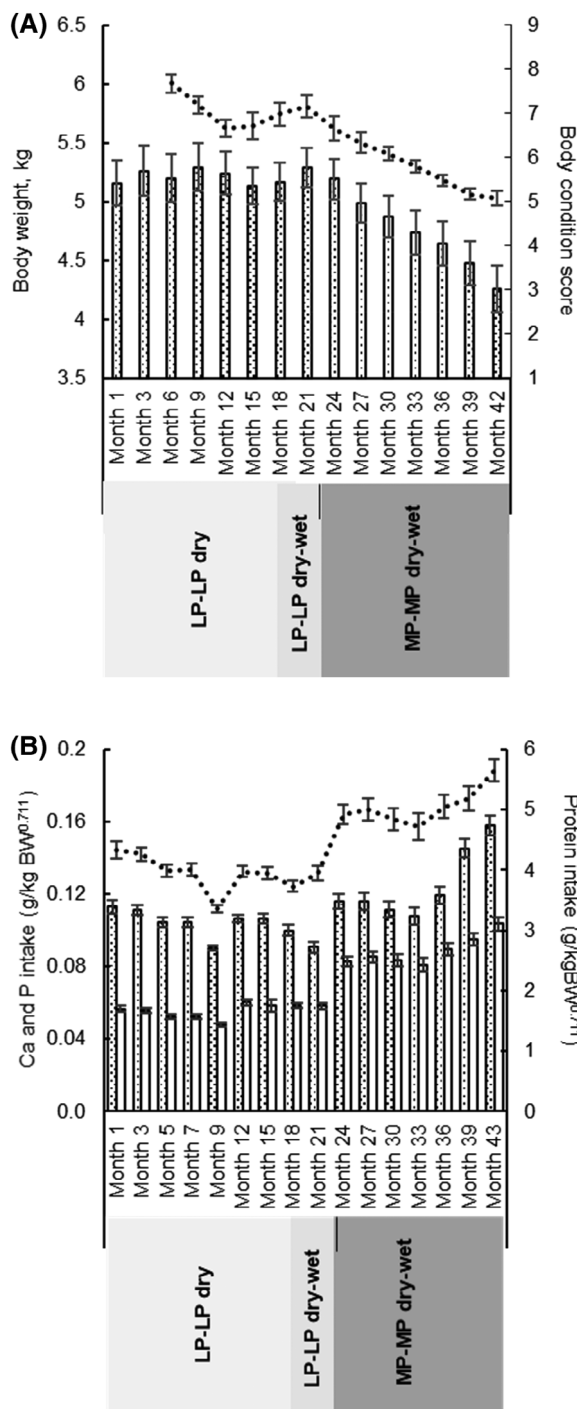 (A)
6.5
6
5.5
5
4.5
4
3.5
Body weight, kg
9
8
7
6
5
4
3
2
1
Body condition score
Month 1
Month 3
Month 6
Month 9
Month 12
Month 15
Month 18
Month 21
Month 24
Month 27
Month 30
Month 33
Month 36
Month 39
Month 42
LP-LP dry
LP-LP dry-wet
MP-MP dry-wet
(B)
0.2
0.16
0.12
0.08
0.04
0.0
Ca and P Intake (g/kg BW0.711)
6
5
4
3
2
1
0
Protein intake (g/kgBW0.711)
Month 1
Month 3
Month 5
Month 7
Month 9
Month 12
Month 15
Month 18
Month 21
Month 24
Month 27
Month 30
Month 33
Month 36
Month 39
Month 43
LP-LP dry
LP-LP dry-wet
MP-MP dry-wet